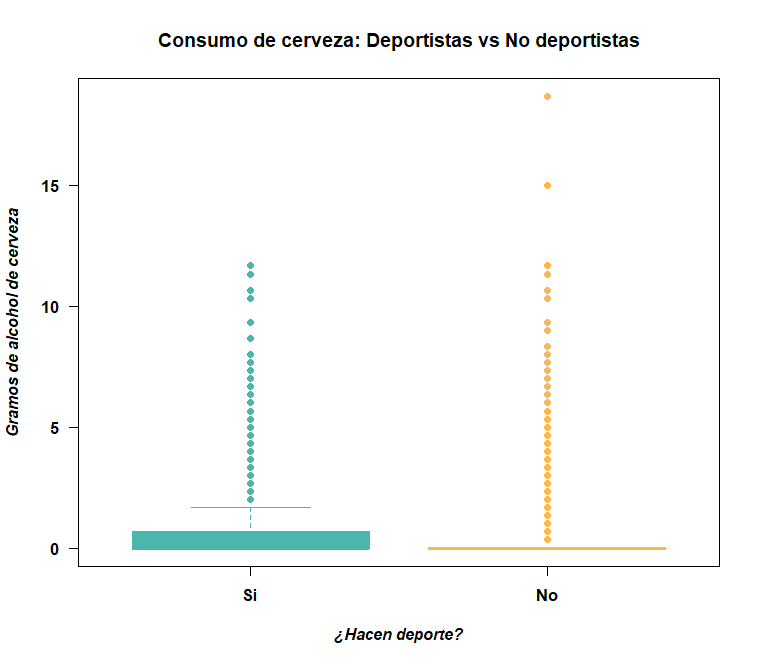 Consumo de cerveza: Deportistas vs No deportistas
Gramos de alcohol de cerveza
15
10
5
0
Si
No
¿Hacen deporte?